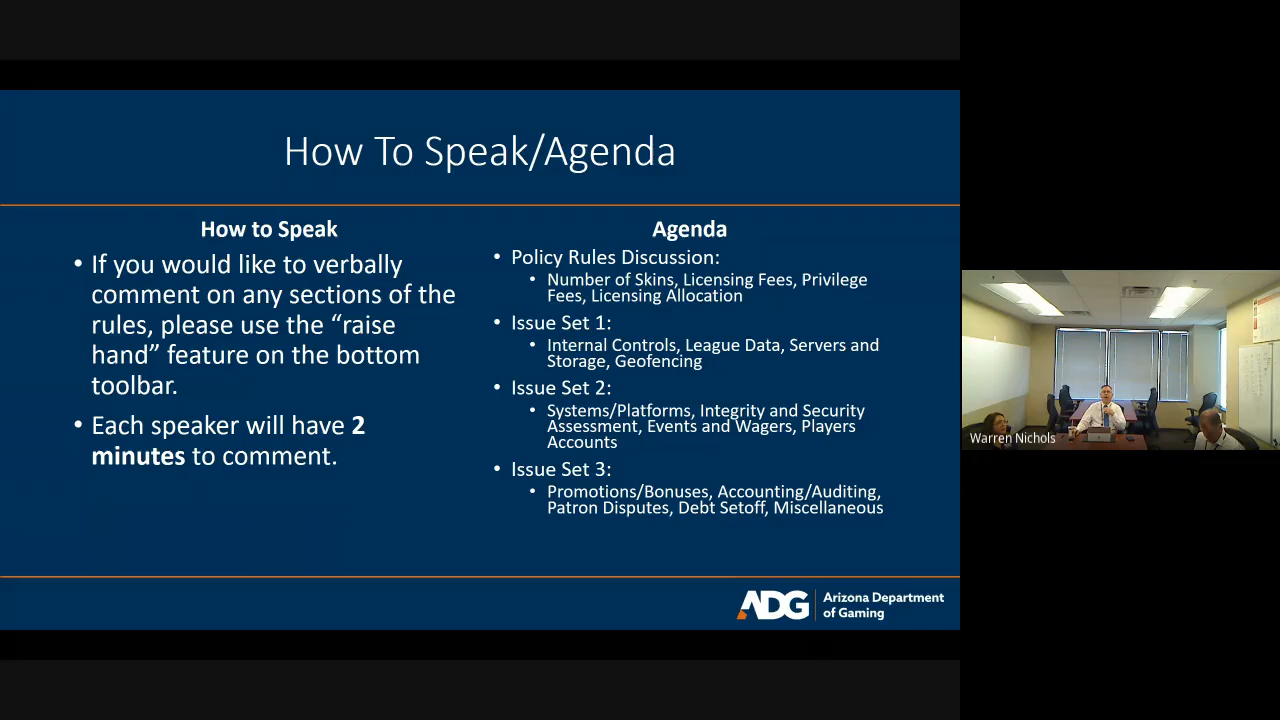 How To Speak/Agenda
How to Speak
• If you would like to verbally
comment on any sections of the
rules, please use the “raise
hand” feature on the bottom
toolbar.
• Each speaker will have 2
minutes to comment.
Agenda
• Policy Rules Discussion:
• Number of Skins, Licensing Fees, Privilege
Fees, Licensing Allocation
• Issue Set 1:
• Internal Controls, League Data, Servers and
Storage, Geofencing
• Issue Set 2:
• Systems/Platforms, Integrity and Security
Assessment, Events and Wagers, Players
Accounts
• Issue Set 3:
• Promotions/Bonuses, Accounting/Auditing,
Patron Disputes, Debt Setoff, Miscellaneous
ADG
Arizona Department
of Gaming
Warren Nichols